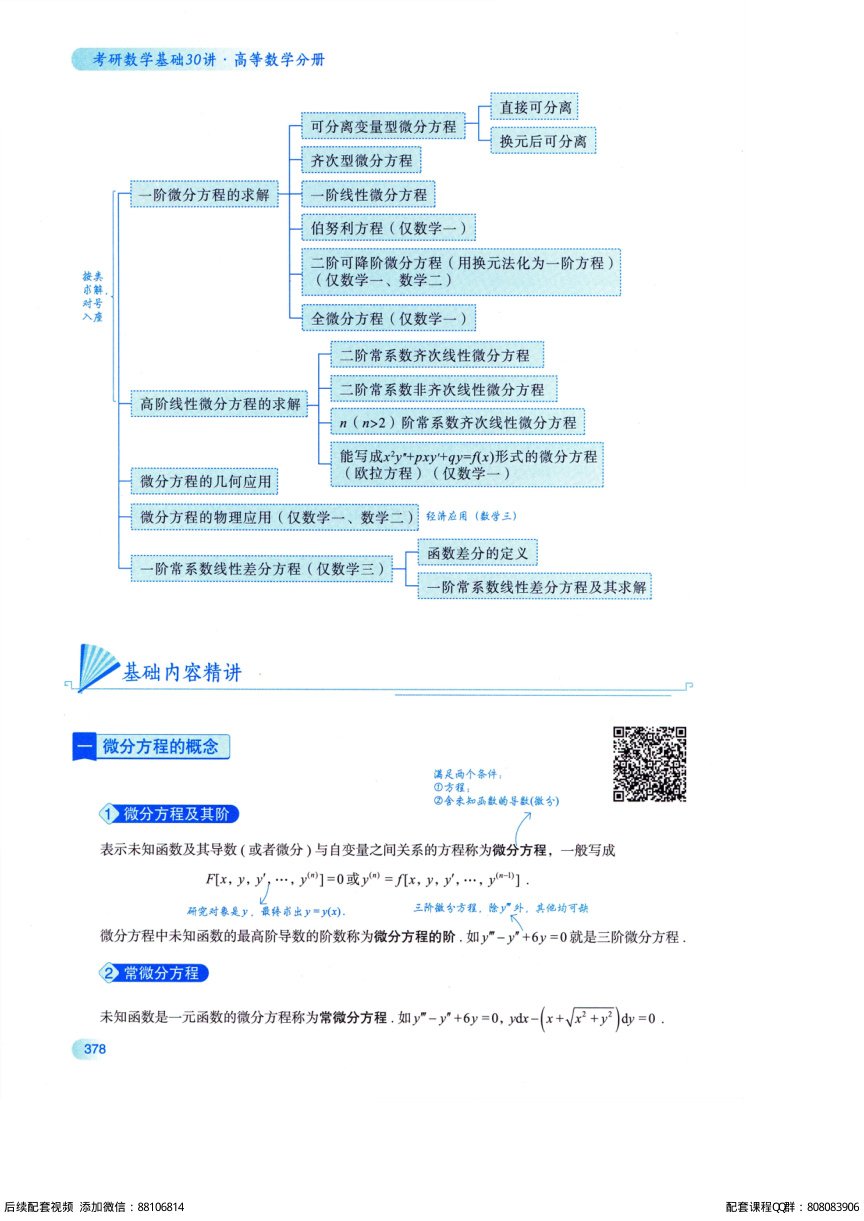 考研数学基础30讲·高等数学分册
直接可分离
可分离变量型微分方程
换元后可分离
齐次型微分方程
一阶微分方程的求解
一阶线性微分方程
伯努利方程(仅数学一)
二阶可降阶微分方程(用换元法化为一阶方程)
(仅数学一、数学二)
按类
求解,
对号
入座
全微分方程(仅数学一)
二阶常系数齐次线性微分方程
二阶常系数非齐次线性微分方程
高阶线性微分方程的求解
n(n>2)阶常系数齐次线性微分方程
能写成x²y″+pxy′+qy=f(x)形式的微分方程
(欧拉方程)(仅数学一)
微分方程的几何应用
微分方程的物理应用(仅数学一、数学二) 经济应用(数学三)
函数差分的定义
一阶常系数线性差分方程(仅数学三)
一阶常系数线性差分方程及其求解
基础内容精讲
一 微分方程的概念
满足两个条件:
①方程;
②含未知函数的导数(微分)
1 微分方程及其阶
表示未知函数及其导数(或者微分)与自变量之间关系的方程称为微分方程,一般写成
F[x, y, y′, …, y⁽ⁿ⁾]=0或y⁽ⁿ⁾=f[x, y, y′, …, y⁽ⁿ⁻¹⁾].
研究对象是y,最终求出y=y(x).
三阶微分方程,除y‴外,其他均可缺
微分方程中未知函数的最高阶导数的阶数称为微分方程的阶.如y‴−y″+6y=0就是三阶微分方程.
2 常微分方程
未知函数是一元函数的微分方程称为常微分方程.如y‴−y″+6y=0, ydx−(x+√(x²+y²))dy=0.
378
后续配套视频 添加微信:88106814
配套课程QQ群:808083906